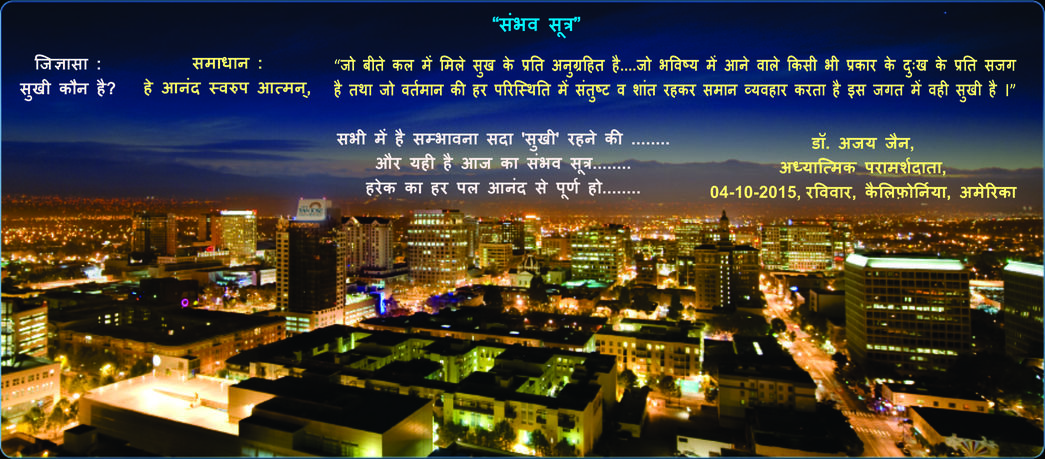 “संभव सूत्र”
जिज्ञासा :
सुखी कौन है?
समाधान :
हे आनंद स्वरुप आत्मन्,
“जो बीते कल में मिले सुख के प्रति अनुग्रहित है....जो भविष्य में आने वाले किसी भी प्रकार के दुःख के प्रति सजग
है तथा जो वर्तमान की हर परिस्थिति में संतुष्ट व शांत रहकर समान व्यवहार करता है इस जगत में वही सुखी है ।”
सभी में है सम्भावना सदा 'सुखी' रहने की ........
और यही है आज का संभव सूत्र........
हरेक का हर पल आनंद से पूर्ण हो........
डॉ. अजय जैन,
अध्यात्मिक परामर्शदाता,
04-10-2015, रविवार, कैलिफ़ोर्निया, अमेरिका